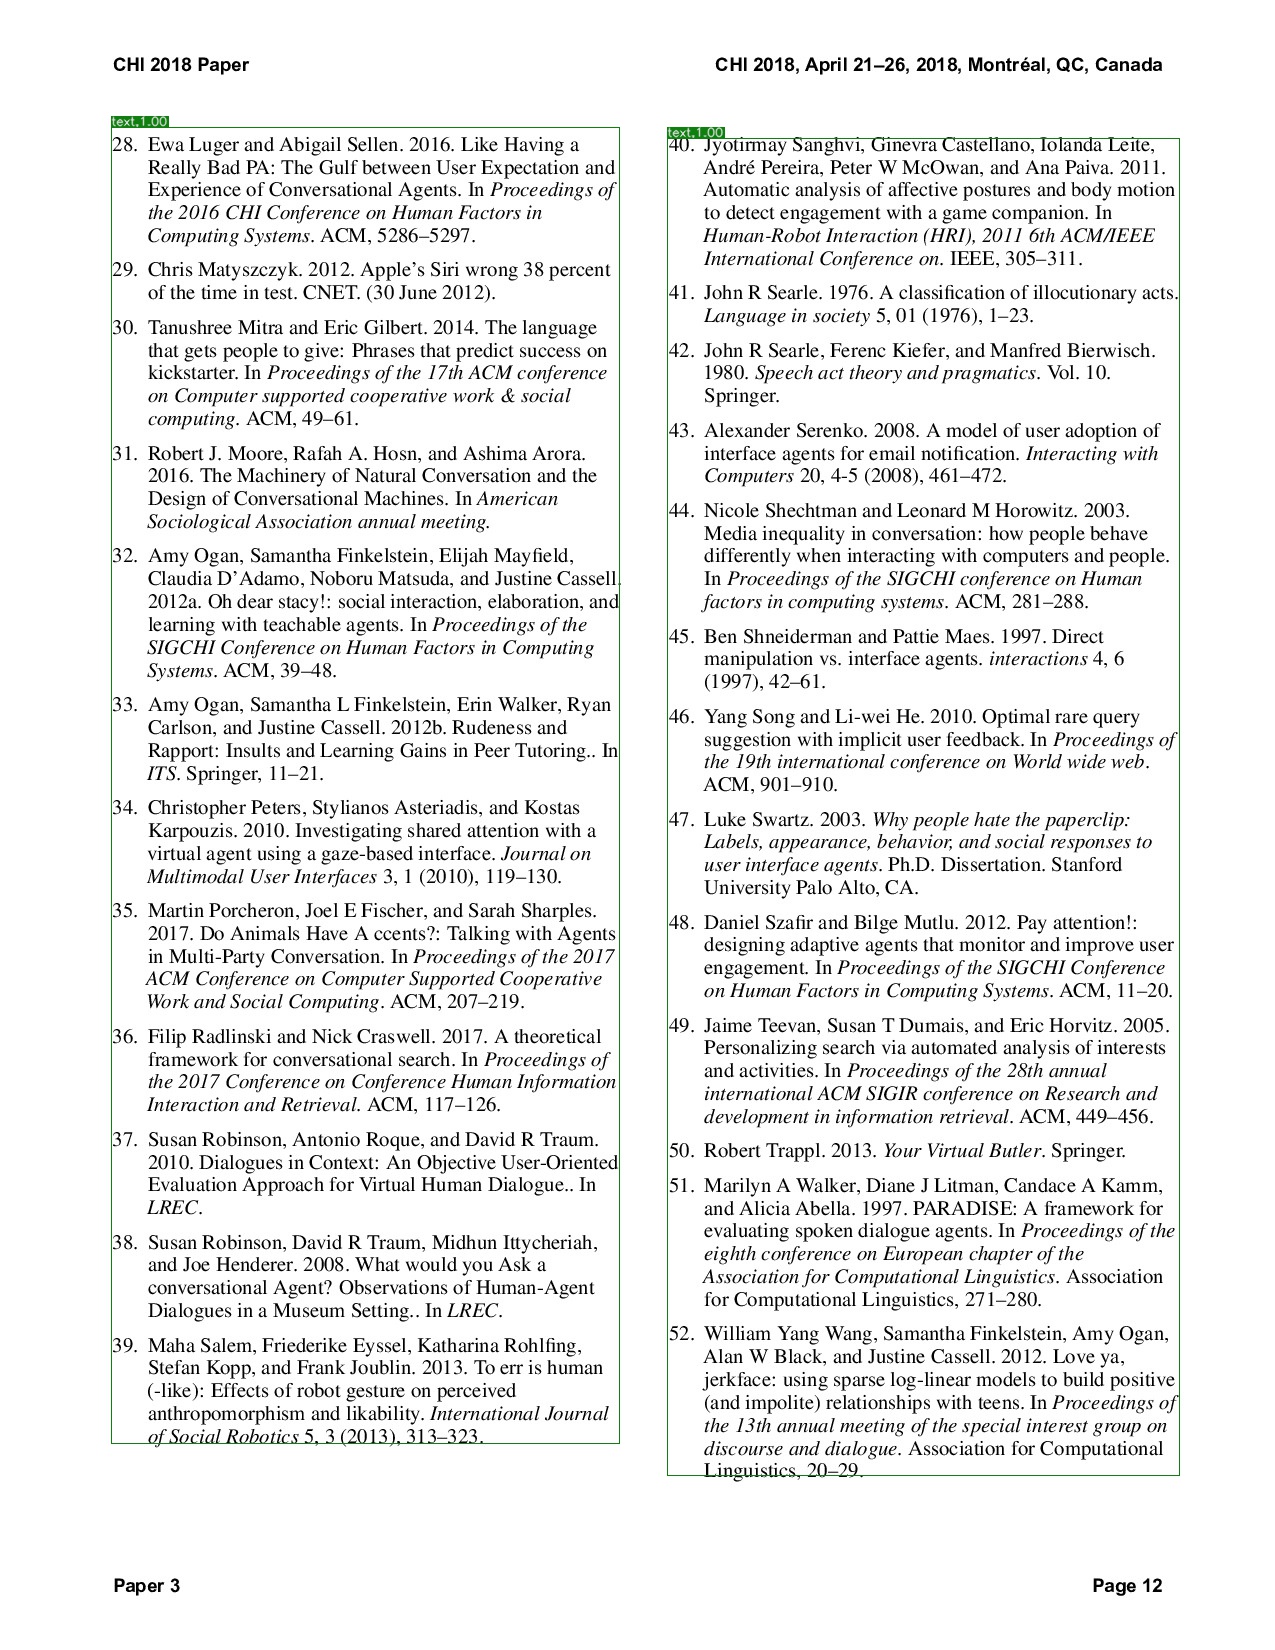 CHI 2018 Paper
CHI 2018, April 21–26, 2018, Montréal, QC, Canada
text,1.00
28. Ewa Luger and Abigail Sellen. 2016. Like Having a
Really Bad PA: The Gulf between User Expectation and
Experience of Conversational Agents. In Proceedings of
the 2016 CHI Conference on Human Factors in
Computing Systems. ACM, 5286–5297.
29. Chris Matyszczyk. 2012. Apple's Siri wrong 38 percent
of the time in test. CNET. (30 June 2012).
30. Tanushree Mitra and Eric Gilbert. 2014. The language
that gets people to give: Phrases that predict success on
kickstarter. In Proceedings of the 17th ACM conference
on Computer supported cooperative work & social
computing. ACM, 49–61.
31. Robert J. Moore, Rafah A. Hosn, and Ashima Arora.
2016. The Machinery of Natural Conversation and the
Design of Conversational Machines. In American
Sociological Association annual meeting.
32. Amy Ogan, Samantha Finkelstein, Elijah Mayfield,
Claudia D'Adamo, Noboru Matsuda, and Justine Cassell.
2012a. Oh dear stacy!: social interaction, elaboration, and
learning with teachable agents. In Proceedings of the
SIGCHI Conference on Human Factors in Computing
Systems. ACM, 39–48.
33. Amy Ogan, Samantha L Finkelstein, Erin Walker, Ryan
Carlson, and Justine Cassell. 2012b. Rudeness and
Rapport: Insults and Learning Gains in Peer Tutoring.. In
ITS. Springer, 11–21.
34. Christopher Peters, Stylianos Asteriadis, and Kostas
Karpouzis. 2010. Investigating shared attention with a
virtual agent using a gaze-based interface. Journal on
Multimodal User Interfaces 3, 1 (2010), 119–130.
35. Martin Porcheron, Joel E Fischer, and Sarah Sharples.
2017. Do Animals Have A ccents?: Talking with Agents
in Multi-Party Conversation. In Proceedings of the 2017
ACM Conference on Computer Supported Cooperative
Work and Social Computing. ACM, 207–219.
36. Filip Radlinski and Nick Craswell. 2017. A theoretical
framework for conversational search. In Proceedings of
the 2017 Conference on Conference Human Information
Interaction and Retrieval. ACM, 117–126.
37. Susan Robinson, Antonio Roque, and David R Traum.
2010. Dialogues in Context: An Objective User-Oriented
Evaluation Approach for Virtual Human Dialogue.. In
LREC.
38. Susan Robinson, David R Traum, Midhun Ittycheriah,
and Joe Henderer. 2008. What would you Ask a
conversational Agent? Observations of Human-Agent
Dialogues in a Museum Setting.. In LREC.
39. Maha Salem, Friederike Eyssel, Katharina Rohlfing,
Stefan Kopp, and Frank Joublin. 2013. To err is human
(-like): Effects of robot gesture on perceived
anthropomorphism and likability. International Journal
of Social Robotics 5, 3 (2013), 313–323.
text,1.00
40. Jyotirmay Sanghvi, Ginevra Castellano, Iolanda Leite,
André Pereira, Peter W McOwan, and Ana Paiva. 2011.
Automatic analysis of affective postures and body motion
to detect engagement with a game companion. In
Human-Robot Interaction (HRI), 2011 6th ACM/IEEE
International Conference on. IEEE, 305–311.
41. John R Searle. 1976. A classification of illocutionary acts.
Language in society 5, 01 (1976), 1–23.
42. John R Searle, Ferenc Kiefer, and Manfred Bierwisch.
1980. Speech act theory and pragmatics. Vol. 10.
Springer.
43. Alexander Serenko. 2008. A model of user adoption of
interface agents for email notification. Interacting with
Computers 20, 4-5 (2008), 461–472.
44. Nicole Shechtman and Leonard M Horowitz. 2003.
Media inequality in conversation: how people behave
differently when interacting with computers and people.
In Proceedings of the SIGCHI conference on Human
factors in computing systems. ACM, 281–288.
45. Ben Shneiderman and Pattie Maes. 1997. Direct
manipulation vs. interface agents. interactions 4, 6
(1997), 42–61.
46. Yang Song and Li-wei He. 2010. Optimal rare query
suggestion with implicit user feedback. In Proceedings of
the 19th international conference on World wide web.
ACM, 901–910.
47. Luke Swartz. 2003. Why people hate the paperclip:
Labels, appearance, behavior, and social responses to
user interface agents. Ph.D. Dissertation. Stanford
University Palo Alto, CA.
48. Daniel Szafir and Bilge Mutlu. 2012. Pay attention!:
designing adaptive agents that monitor and improve user
engagement. In Proceedings of the SIGCHI Conference
on Human Factors in Computing Systems. ACM, 11–20.
49. Jaime Teevan, Susan T Dumais, and Eric Horvitz. 2005.
Personalizing search via automated analysis of interests
and activities. In Proceedings of the 28th annual
international ACM SIGIR conference on Research and
development in information retrieval. ACM, 449–456.
50. Robert Trappl. 2013. Your Virtual Butler. Springer.
51. Marilyn A Walker, Diane J Litman, Candace A Kamm,
and Alicia Abella. 1997. PARADISE: A framework for
evaluating spoken dialogue agents. In Proceedings of the
eighth conference on European chapter of the
Association for Computational Linguistics. Association
for Computational Linguistics, 271–280.
52. William Yang Wang, Samantha Finkelstein, Amy Ogan,
Alan W Black, and Justine Cassell. 2012. Love ya,
jerkface: using sparse log-linear models to build positive
(and impolite) relationships with teens. In Proceedings of
the 13th annual meeting of the special interest group on
discourse and dialogue. Association for Computational
Linguistics, 20–29.
Paper 3
Page 12